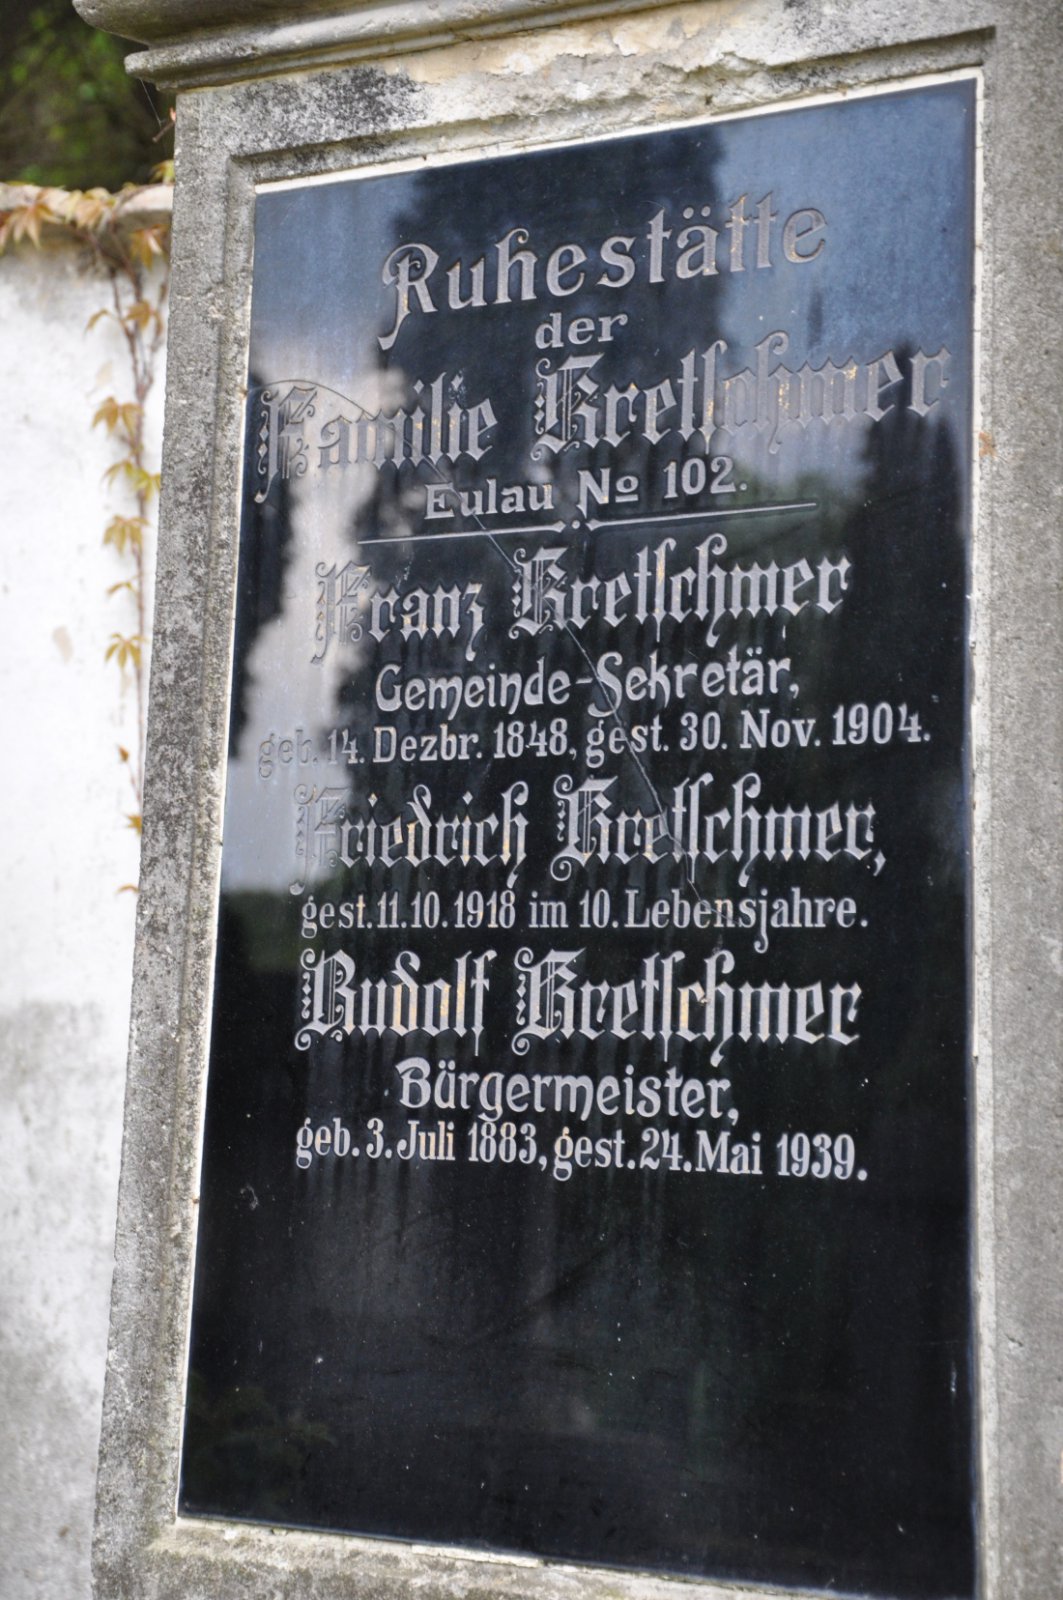 Ruhestätte
der
Familie Kretschmer
Eulau No 102.
Franz Kretschmer
Gemeinde-Sekretär,
geb. 14. Dezbr. 1848, gest. 30. Nov. 1904.
Friedrich Kretschmer,
gest. 11.10.1918 im 10. Lebensjahre.
Rudolf Kretschmer
Bürgermeister,
geb. 3. Juli 1883, gest. 24. Mai 1939.